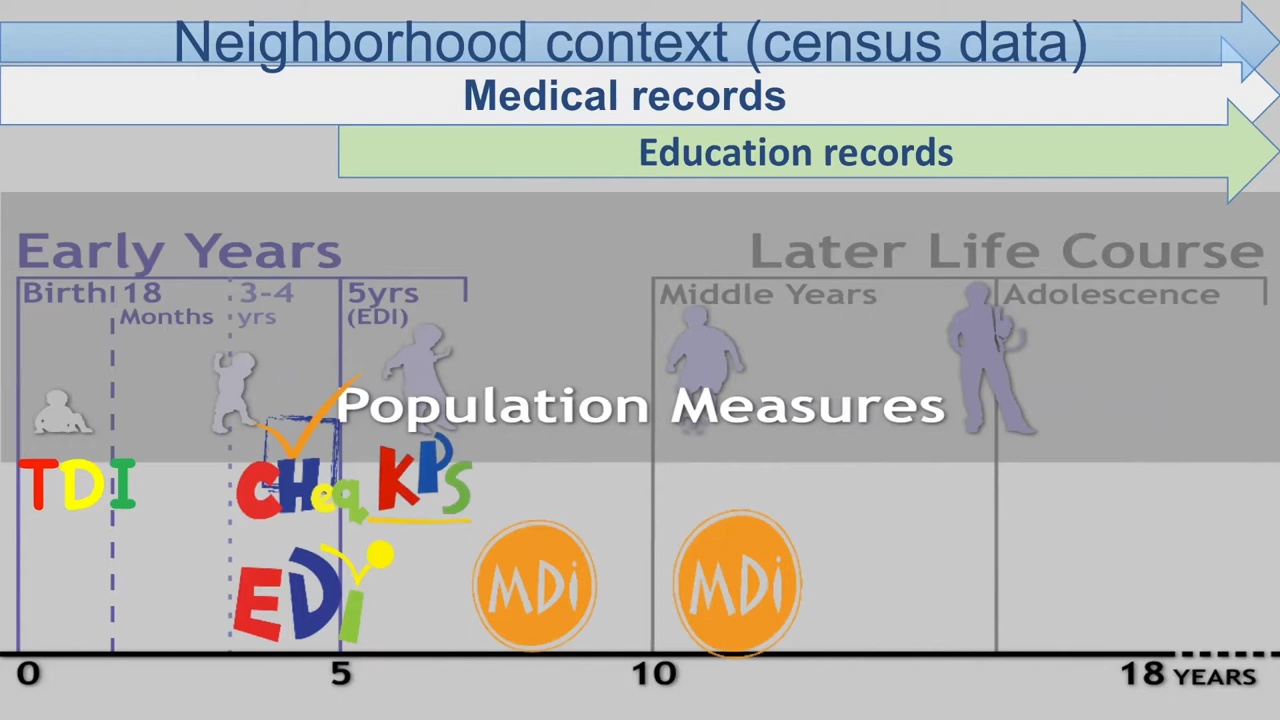 Neighborhood context (census data)
Medical records
Education records
Early Years
Later Life Course
Birth
18
Months
3-4
yrs
5yrs
(EDI)
Middle Years
Adolescence
Population Measures
TDI
CHeq
KPS
EDi
MDi
MDi
0
5
10
18 YEARS